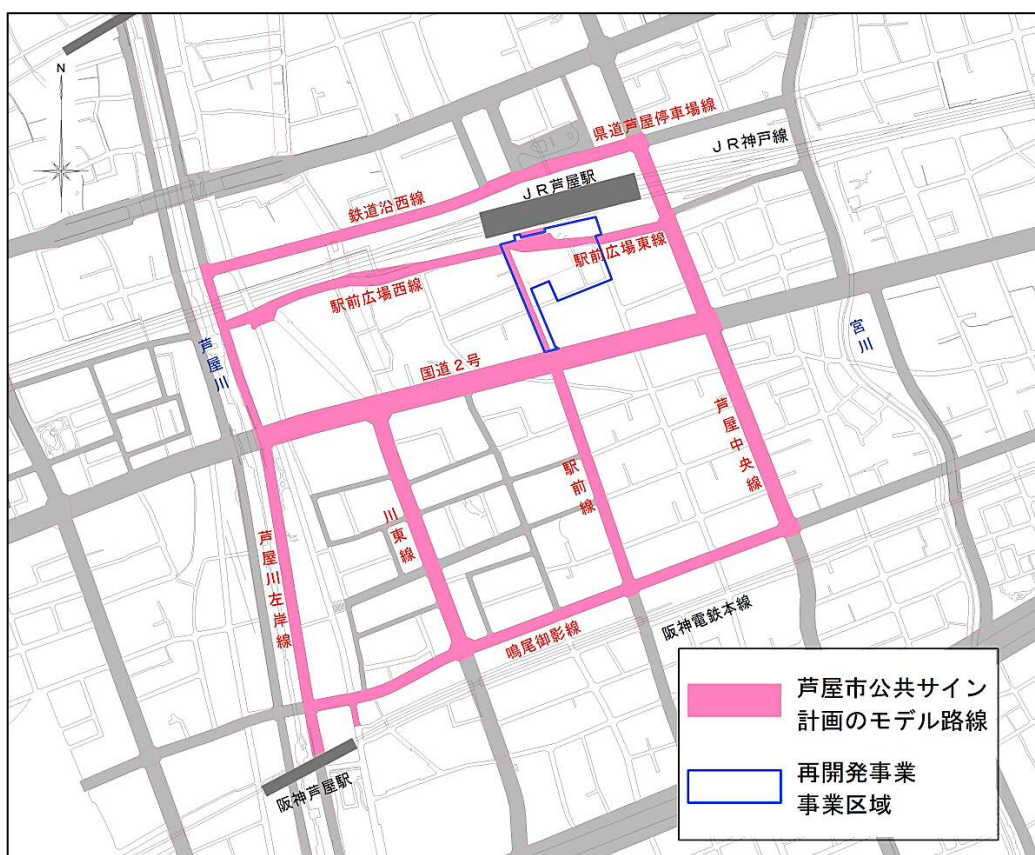 N
県道芦屋停車場線
JR神戸線
JR芦屋駅
鉄道沿西線
駅前広場東線
駅前広場西線
宮川
芦屋川
国道2号
芦屋中央線
駅前線
川東線
芦屋川左岸線
阪神電鉄本線
鳴尾御影線
阪神芦屋駅
芦屋市公共サイン
計画のモデル路線
再開発事業
事業区域